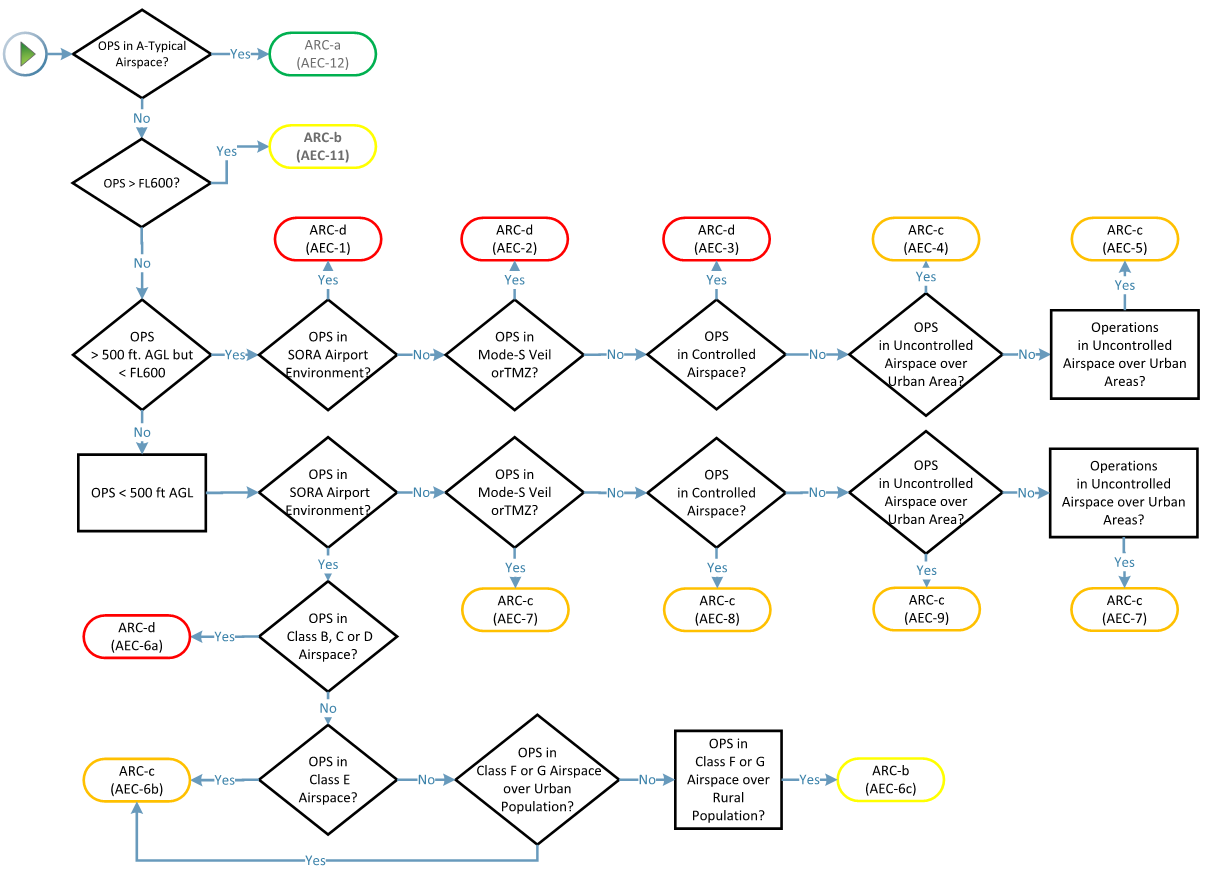 OPS in A-Typical
Airspace?
Yes
ARC-a
(AEC-12)
No
ARC-b
(AEC-11)
Yes
OPS > FL600?
No
ARC-d
(AEC-1)
ARC-d
(AEC-2)
ARC-d
(AEC-3)
ARC-c
(AEC-4)
ARC-c
(AEC-5)
Yes
Yes
Yes
Yes
Yes
OPS
> 500 ft. AGL but
< FL600
Yes
OPS in
SORA Airport
Environment?
No
OPS in
Mode-S Veil
orTMZ?
No
OPS
in Controlled
Airspace?
No
OPS
in Uncontrolled
Airspace over
Urban Area?
No
Operations
in Uncontrolled
Airspace over Urban
Areas?
No
OPS < 500 ft AGL
OPS in
SORA Airport
Environment?
No
OPS in
Mode-S Veil
orTMZ?
No
OPS
in Controlled
Airspace?
No
OPS
in Uncontrolled
Airspace over
Urban Area?
No
Operations
in Uncontrolled
Airspace over Urban
Areas?
Yes
Yes
Yes
Yes
Yes
ARC-c
(AEC-7)
ARC-c
(AEC-8)
ARC-c
(AEC-9)
ARC-c
(AEC-7)
ARC-d
(AEC-6a)
Yes
OPS in
Class B, C or D
Airspace?
No
ARC-c
(AEC-6b)
Yes
OPS in
Class E
Airspace?
No
OPS in
Class F or G Airspace
over Urban
Population?
No
OPS in
Class F or G
Airspace over
Rural
Population?
Yes
ARC-b
(AEC-6c)
Yes